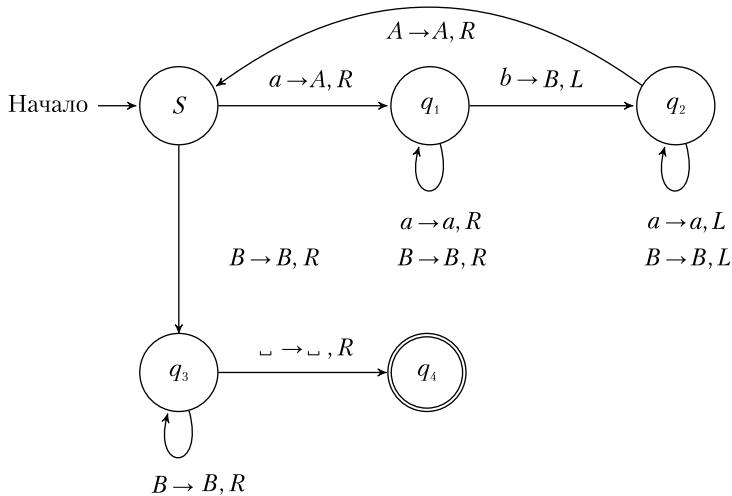 A → A, R
a → A, R
b → B, L
Начало
S
q₁
q₂
a → a, R
B → B, R
a → a, L
B → B, L
B → B, R
␣ → ␣ , R
q₃
q₄
B → B, R